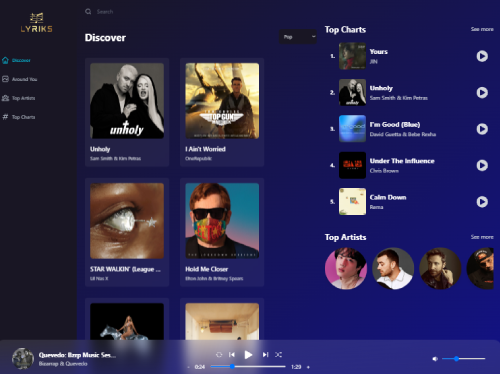 LYRIKS
Discover
Around You
Top Artists
Top Charts
Search
Discover
Pop
unholy
Unholy
Sam Smith & Kim Petras
TOP GUN
MAVERICK
I Ain't Worried
OneRepublic
STAR WALKIN' (League ...
Lil Nas X
Hold Me Closer
Elton John & Britney Spears
Top Charts
See more
1.
Yours
JIN
2.
Unholy
Sam Smith & Kim Petras
3.
I'm Good (Blue)
David Guetta & Bebe Rexha
4.
Under The Influence
Chris Brown
5.
Calm Down
Rema
Top Artists
See more
Quevedo: Bzrp Music Ses...
Bizarrap & Quevedo
- 0:24
1:29 +